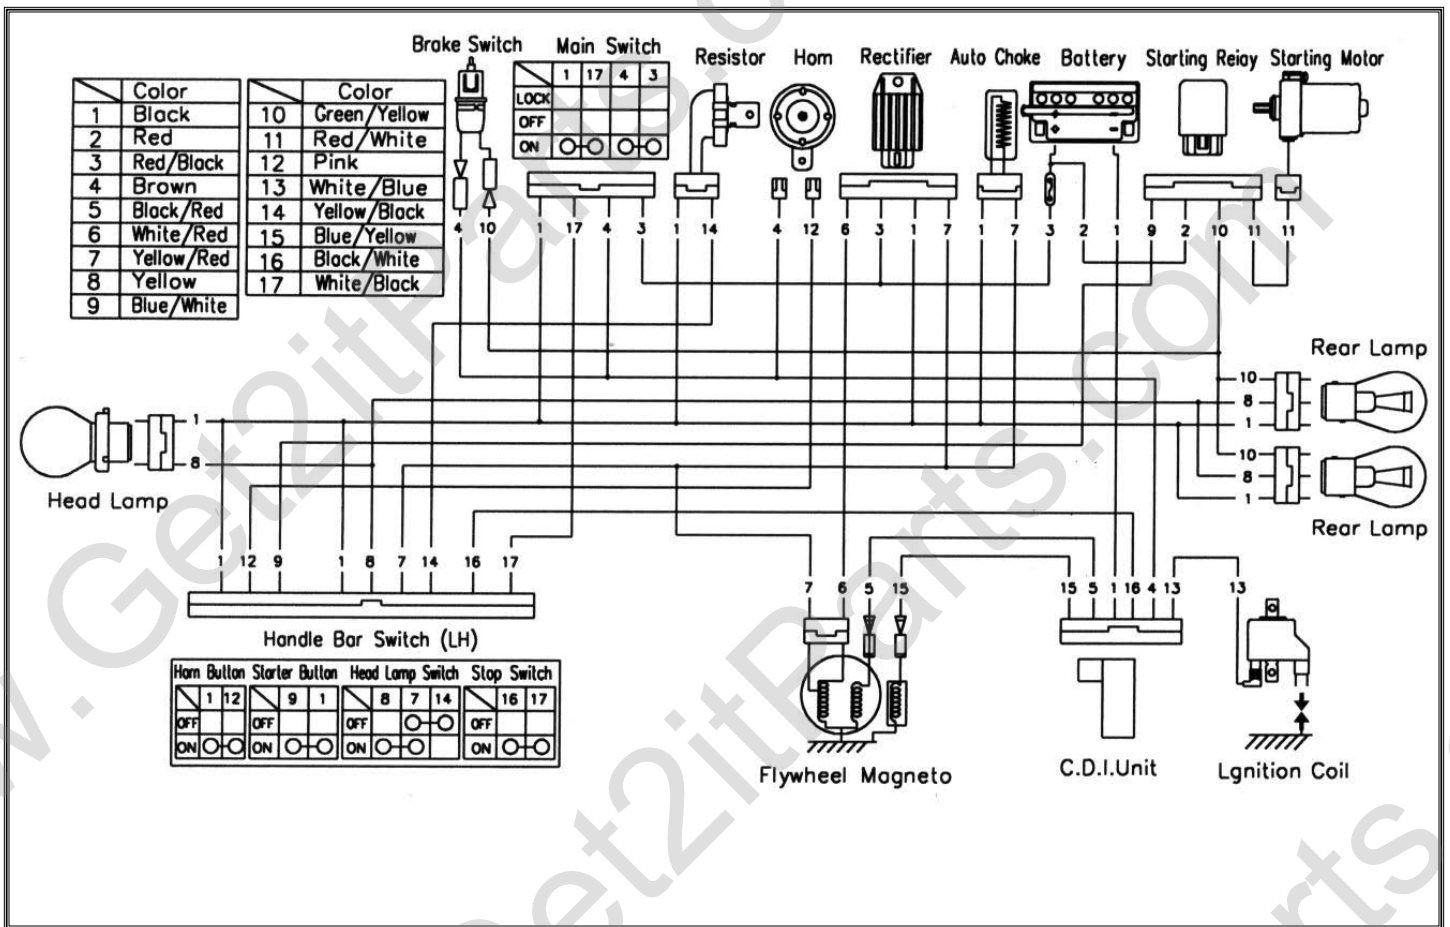 Brake Switch
Main Switch
Resistor
Horn
Rectifier
Auto Choke
Battery
Starting Reiay
Starting Motor
Color
1 Black
2 Red
3 Red/Black
4 Brown
5 Black/Red
6 White/Red
7 Yellow/Red
8 Yellow
9 Blue/White
Color
10 Green/Yellow
11 Red/White
12 Pink
13 White/Blue
14 Yellow/Black
15 Blue/Yellow
16 Black/White
17 White/Black
1 17 4 3
LOCK
OFF
ON
+ -
4 10 1 17 4 3 1 14 4 12 6 3 1 7 1 7 3 2 1 9 2 10 11 11
Rear Lamp
10
8
1
10
8
1
Rear Lamp
1
8
Head Lamp
1 12 9 1 8 7 14 16 17
7 6 5 15
15 5 1 16 4 13 13
Handle Bar Switch (LH)
Horn Button Starter Button Head Lamp Switch Stop Switch
1 12 9 1 8 7 14 16 17
OFF OFF OFF OFF
ON ON ON ON
Flywheel Magneto
C.D.I.Unit
Lgnition Coil
www.Get2itParts.com
Get2itParts
Parts